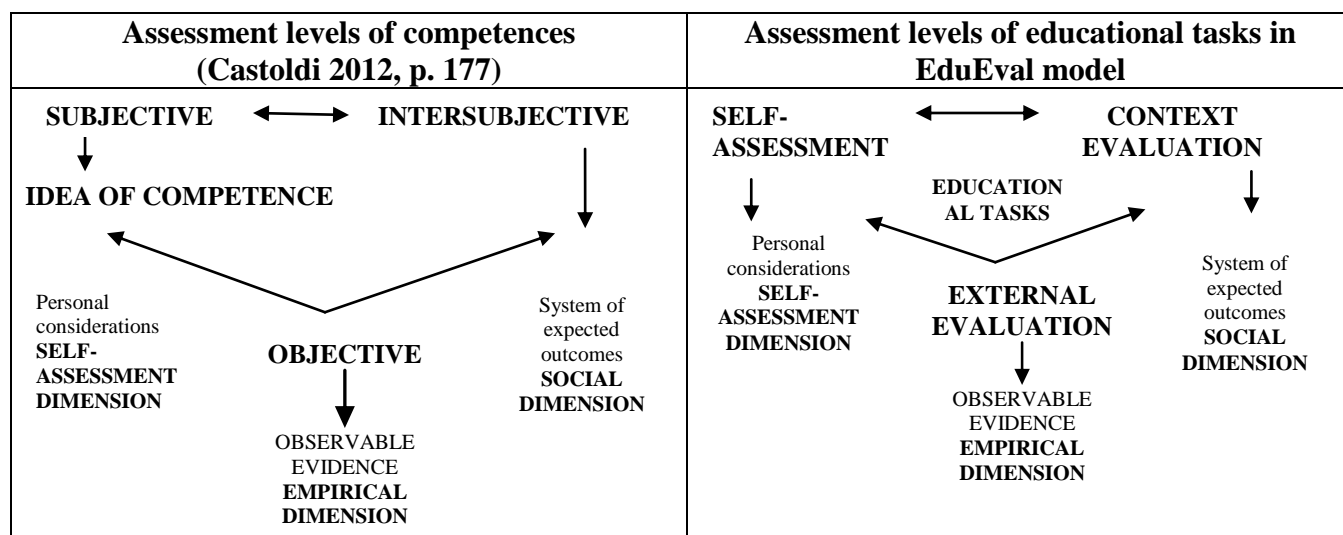 Assessment levels of competences
(Castoldi 2012, p. 177)
SUBJECTIVE
INTERSUBJECTIVE
IDEA OF COMPETENCE
Personal
considerations
SELF-
ASSESSMENT
DIMENSION
OBJECTIVE
System of
expected
outcomes
SOCIAL
DIMENSION
OBSERVABLE
EVIDENCE
EMPIRICAL
DIMENSION
Assessment levels of educational tasks in
EduEval model
SELF-
ASSESSMENT
CONTEXT
EVALUATION
EDUCATION
AL TASKS
Personal
considerations
SELF-
ASSESSMENT
DIMENSION
EXTERNAL
EVALUATION
System of
expected
outcomes
SOCIAL
DIMENSION
OBSERVABLE
EVIDENCE
EMPIRICAL
DIMENSION